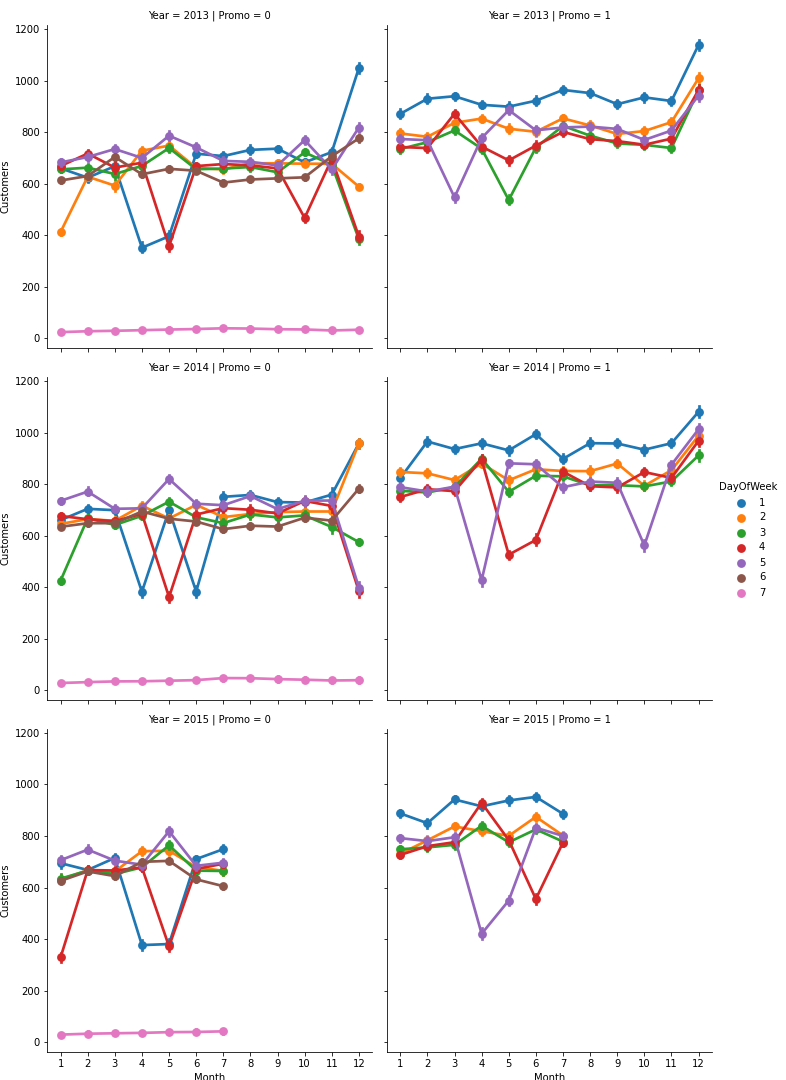 Year = 2013 | Promo = 0
Year = 2013 | Promo = 1
1200
1000
800
600
400
200
0
Customers
Year = 2014 | Promo = 0
Year = 2014 | Promo = 1
1200
1000
800
600
400
200
0
Customers
DayOfWeek
1
2
3
4
5
6
7
Year = 2015 | Promo = 0
Year = 2015 | Promo = 1
1200
1000
800
600
400
200
0
Customers
1 2 3 4 5 6 7 8 9 10 11 12
Month
1 2 3 4 5 6 7 8 9 10 11 12
Month